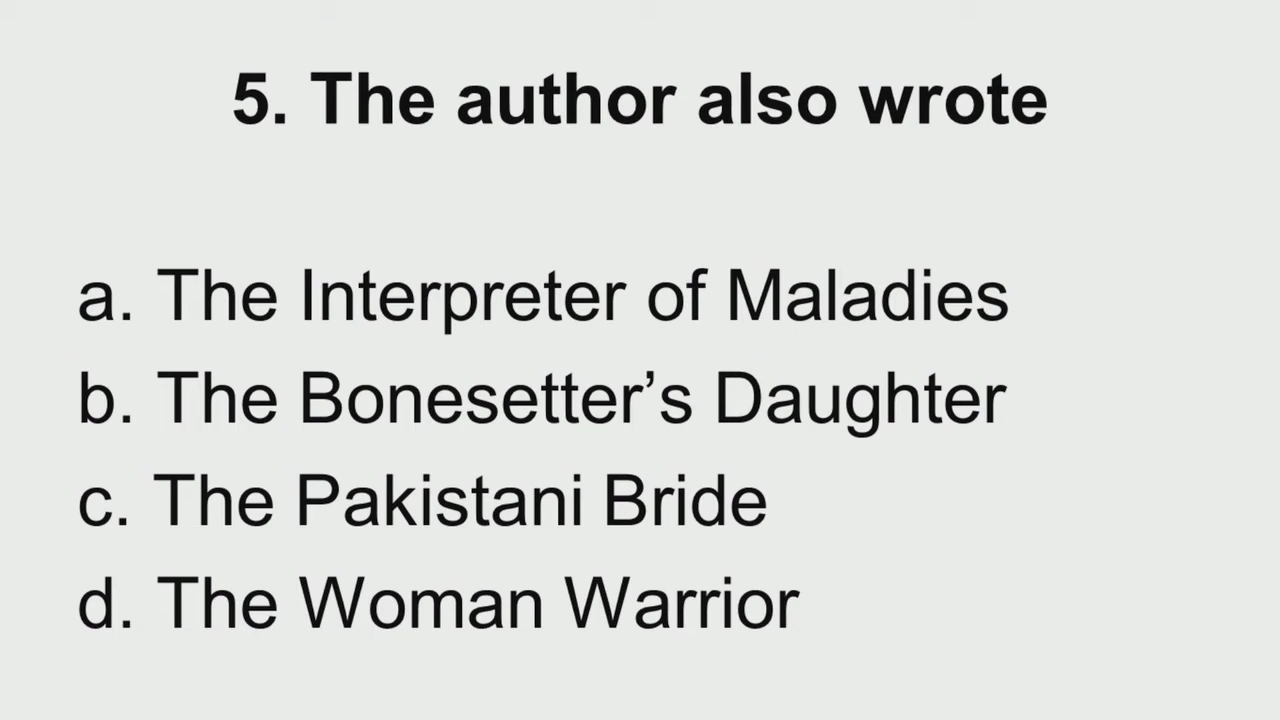 5. The author also wrote
a. The Interpreter of Maladies
b. The Bonesetter’s Daughter
c. The Pakistani Bride
d. The Woman Warrior